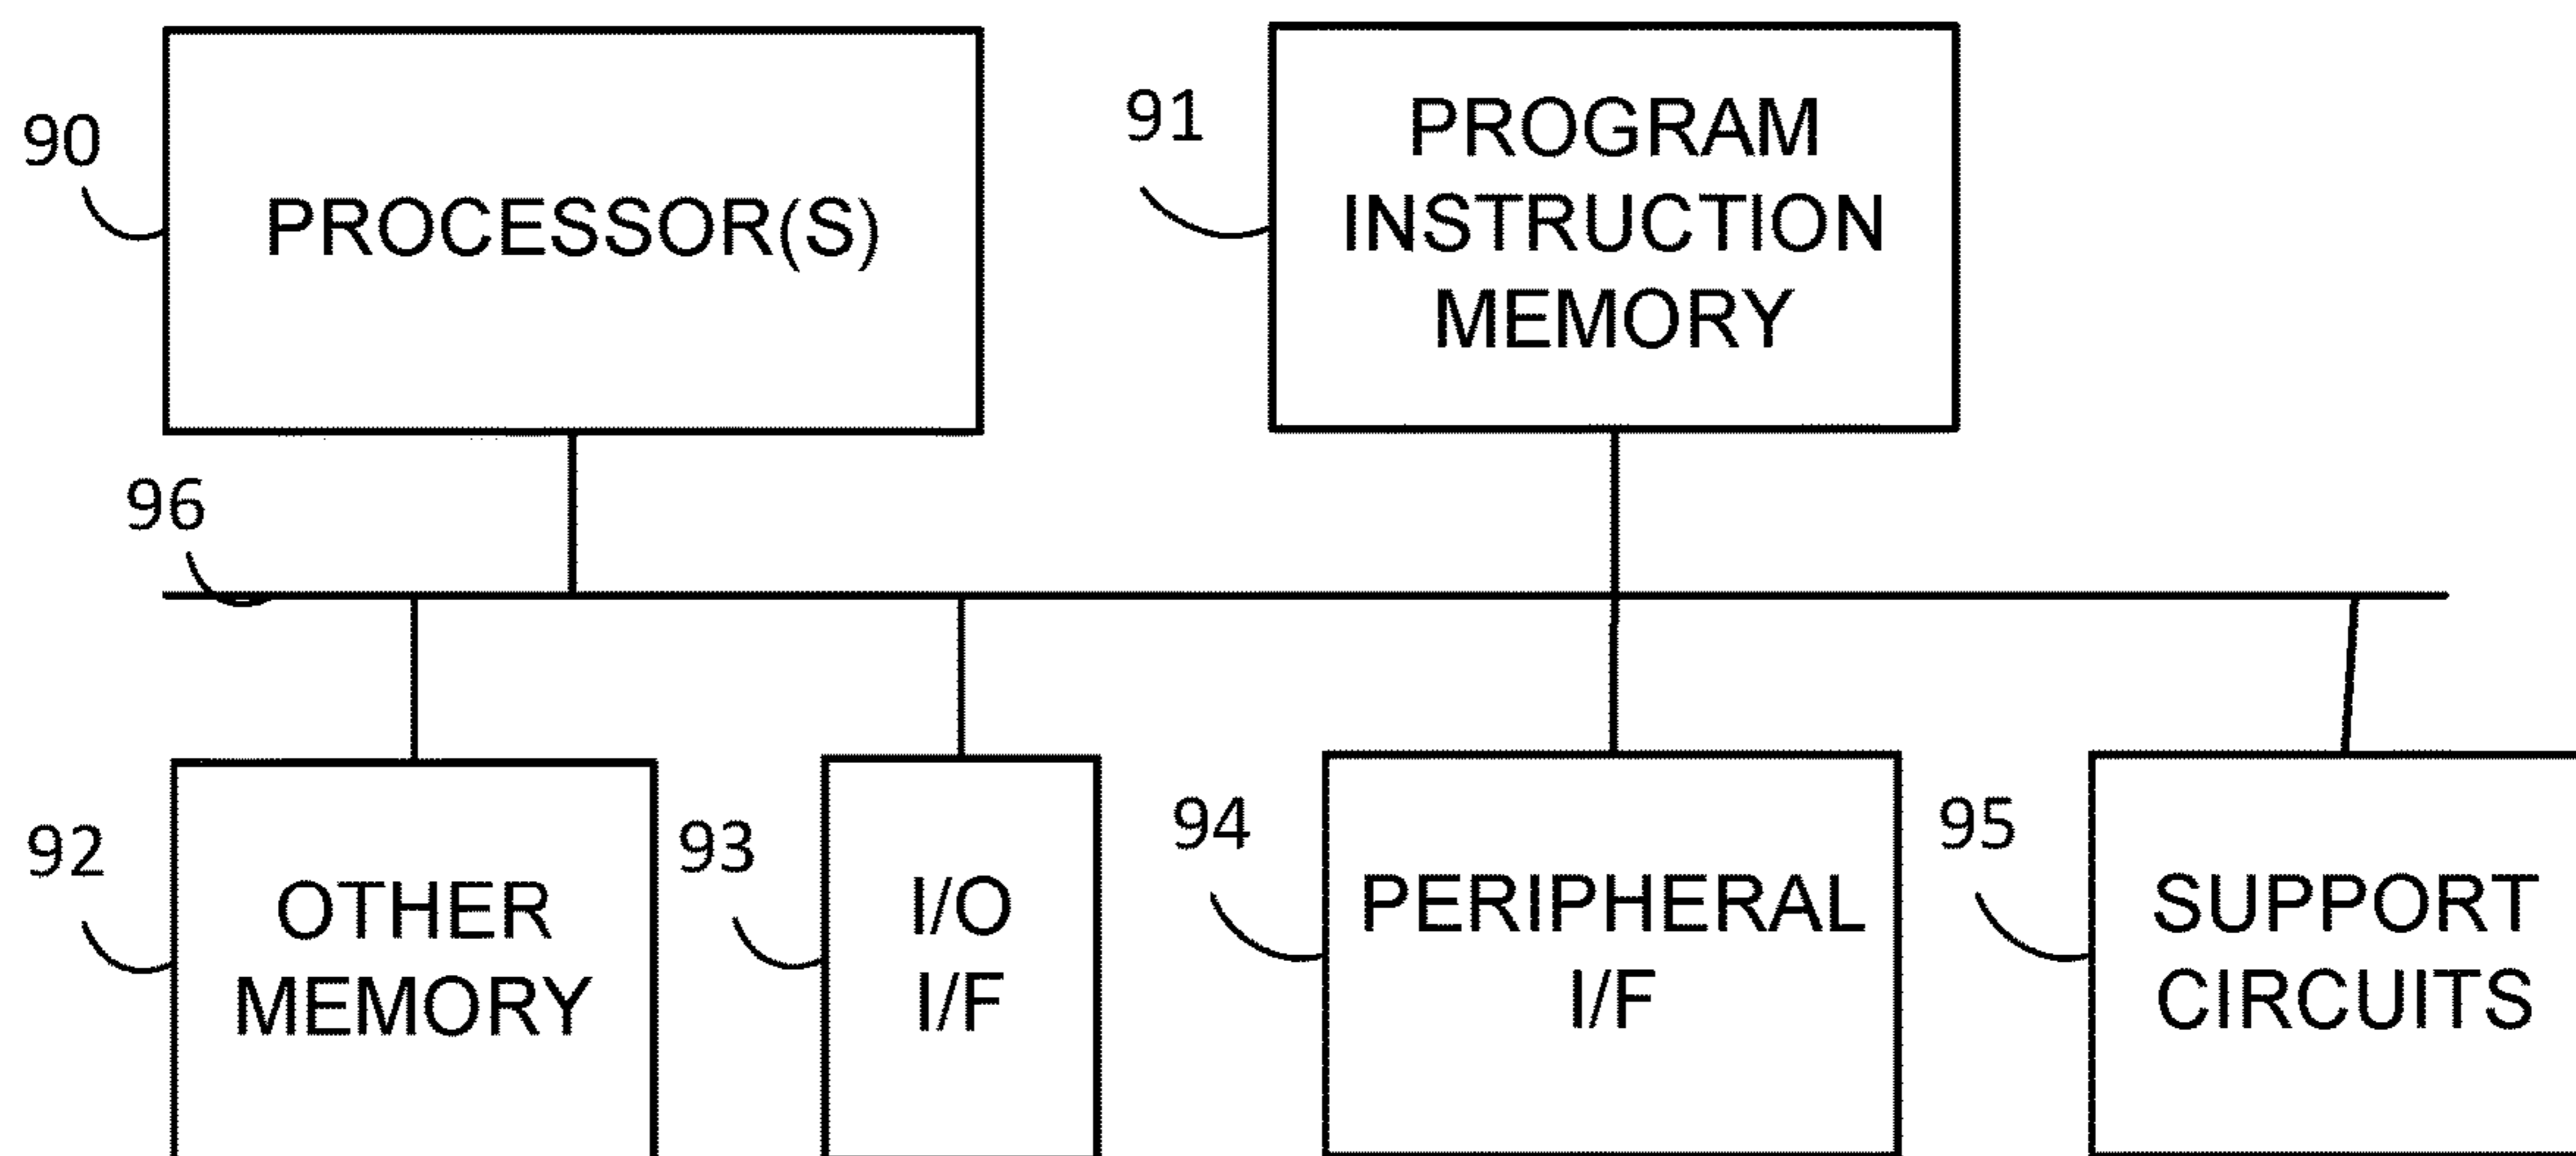 90
PROCESSOR(S)
91
PROGRAM
INSTRUCTION
MEMORY
96
92
OTHER
MEMORY
93
I/O
I/F
94
PERIPHERAL
I/F
95
SUPPORT
CIRCUITS